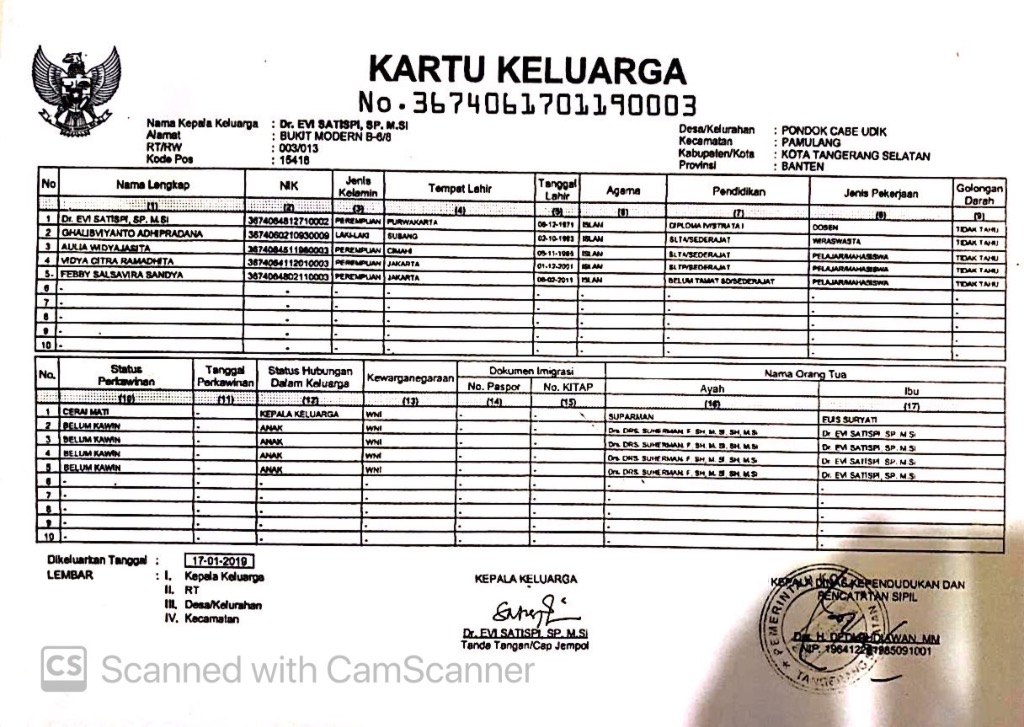 KARTU KELUARGA
No. 3674061701190003
Nama Kepala Keluarga : Dr. EVI SATISPI, SP, M.Si
Alamat : BUKIT MODERN B-6/8
RT/RW : 003/013
Kode Pos : 15418
Desa/Kelurahan : PONDOK CABE UDIK
Kecamatan : PAMULANG
Kabupaten/Kota : KOTA TANGERANG SELATAN
Provinsi : BANTEN
No Nama Lengkap NIK Jenis Kelamin Tempat Lahir Tanggal Lahir Agama Pendidikan Jenis Pekerjaan Golongan Darah
(1) (2) (3) (4) (5) (6) (7) (8) (9)
1 Dr. EVI SATISPI, SP, M.Si 3674064812710002 PEREMPUAN PURWAKARTA 08-12-1971 ISLAM DIPLOMA IV/STRATA I DOSEN TIDAK TAHU
2 GHALISVIYANTO ADHIPRADANA 3674060210930009 LAKI-LAKI SUBANG 02-10-1993 ISLAM SLTA/SEDERAJAT WIRASWASTA TIDAK TAHU
3 AULIA WIDYAJASITA PEREMPUAN CIMAHI ISLAM SLTA/SEDERAJAT PELAJAR/MAHASISWA TIDAK TAHU
4 VIDYA CITRA RAMADHITA 3674064112010003 PEREMPUAN JAKARTA 01-12-2001 ISLAM SLTP/SEDERAJAT PELAJAR/MAHASISWA TIDAK TAHU
5 FEBBY SALSAVIRA SANDYA 3674064802110003 PEREMPUAN JAKARTA 08-02-2011 ISLAM BELUM TAMAT SD/SEDERAJAT PELAJAR/MAHASISWA TIDAK TAHU
6 - - - - - - - - -
7 - - - - - - - - -
8 - - - - - - - - -
9 - - - - - - - - -
10 - - - - - - - - -
No. Status Perkawinan Tanggal Perkawinan Status Hubungan Dalam Keluarga Kewarganegaraan Dokumen Imigrasi Nama Orang Tua
No. Paspor No. KITAP Ayah Ibu
(10) (11) (12) (13) (14) (15) (16) (17)
1 CERAI MATI - KEPALA KELUARGA WNI - - SUPARMAN EUIS SURYATI
2 BELUM KAWIN - ANAK WNI - - Drs. DRS. SUHERMAN F. SH, M. SI, SH, M.SI Dr EVI SATISPI, SP M Si
3 BELUM KAWIN - ANAK WNI - - Drs. DRS. SUHERMAN F. SH, M. SI, SH, M.SI Dr EVI SATISPI, SP M Si
4 BELUM KAWIN - ANAK WNI - - Drs. DRS. SUHERMAN F. SH, M. SI, SH, M.SI Dr EVI SATISPI, SP M Si
5 BELUM KAWIN - ANAK WNI - - Drs. DRS. SUHERMAN F. SH, M. SI, SH, M.SI Dr. EVI SATISPI, SP. M.Si
6 - - - - - - - -
7 - - - - - - - -
8 - - - - - - - -
9 - - - - - - - -
10 - - - - - - - -
Dikeluarkan Tanggal : 17-01-2019
LEMBAR : I. Kepala Keluarga
II. RT
III. Desa/Kelurahan
IV. Kecamatan
KEPALA KELUARGA
Dr. EVI SATISPI, SP, M.Si
Tanda Tangan/Cap Jempol
KEPALA DINAS KEPENDUDUKAN DAN
PENCATATAN SIPIL
Drs. H. DEDI BUDIAWAN, MM
CS Scanned with CamScanner